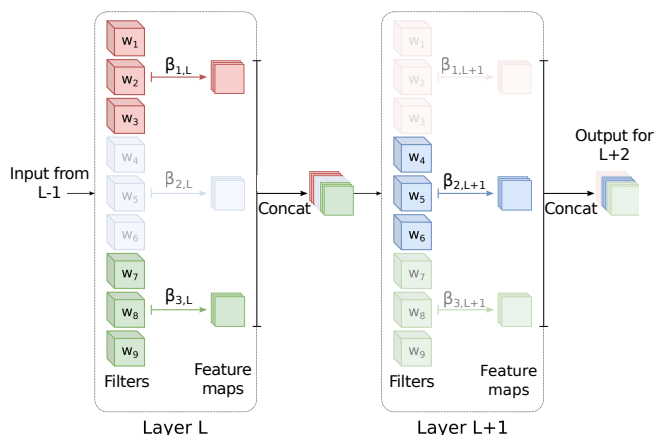 Input from
L-1
w1
w2
w3
w4
w5
w6
w7
w8
w9
β1,L
β2,L
β3,L
Filters
Feature
maps
Layer L
Concat
w1
w2
w3
w4
w5
w6
w7
w8
w9
β1,L+1
β2,L+1
β3,L+1
Filters
Feature
maps
Layer L+1
Concat
Output for
L+2